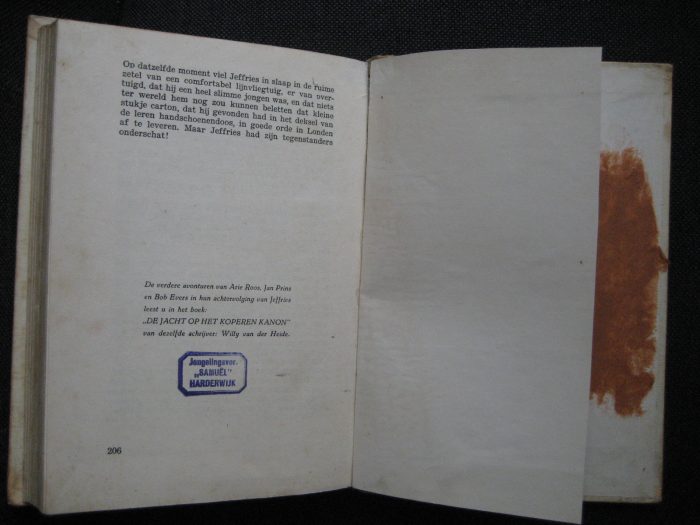 Op datzelfde moment viel Jeffries in slaap in de ruime
zetel van een comfortabel lijnvliegtuig, er van over-
tuigd, dat hij een heel slimme jongen was, en dat niets
ter wereld hem nog zou kunnen beletten dat kleine
stukje carton, dat hij gevonden had in het deksel van
de leren handschoenendoos, in goede orde in Londen
af te leveren. Maar Jeffries had zijn tegenstanders
onderschat!
De verdere avonturen van Arie Roos, Jan Prins
en Bob Evers in hun achtervolging van Jeffries
leest u in het boek:
„DE JACHT OP HET KOPEREN KANON"
van dezelfde schrijver: Willy van der Heide.
Jongelingsver.
„SAMUËL"
HARDERWIJK
206